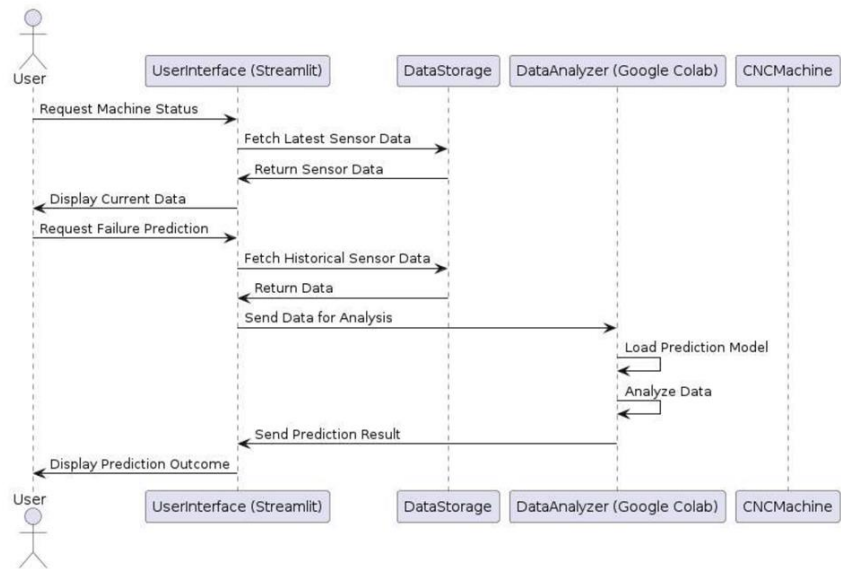 User
UserInterface (Streamlit)
DataStorage
DataAnalyzer (Google Colab)
CNCMachine
Request Machine Status
Fetch Latest Sensor Data
Return Sensor Data
Display Current Data
Request Failure Prediction
Fetch Historical Sensor Data
Return Data
Send Data for Analysis
Load Prediction Model
Analyze Data
Send Prediction Result
Display Prediction Outcome
User
UserInterface (Streamlit)
DataStorage
DataAnalyzer (Google Colab)
CNCMachine